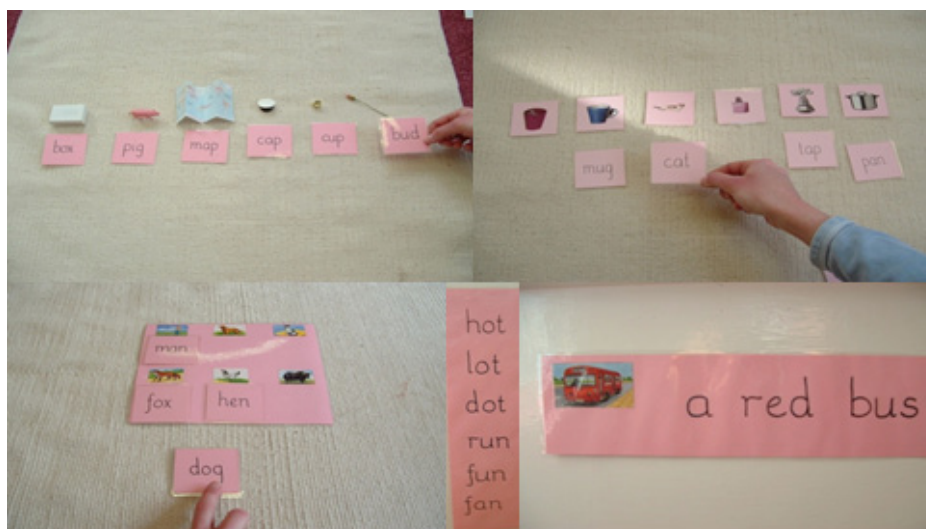 box pig map cap cup bud
mug cat tap pan
man
fox hen
dog
hot
lot
dot
run
fun
fan
a red bus